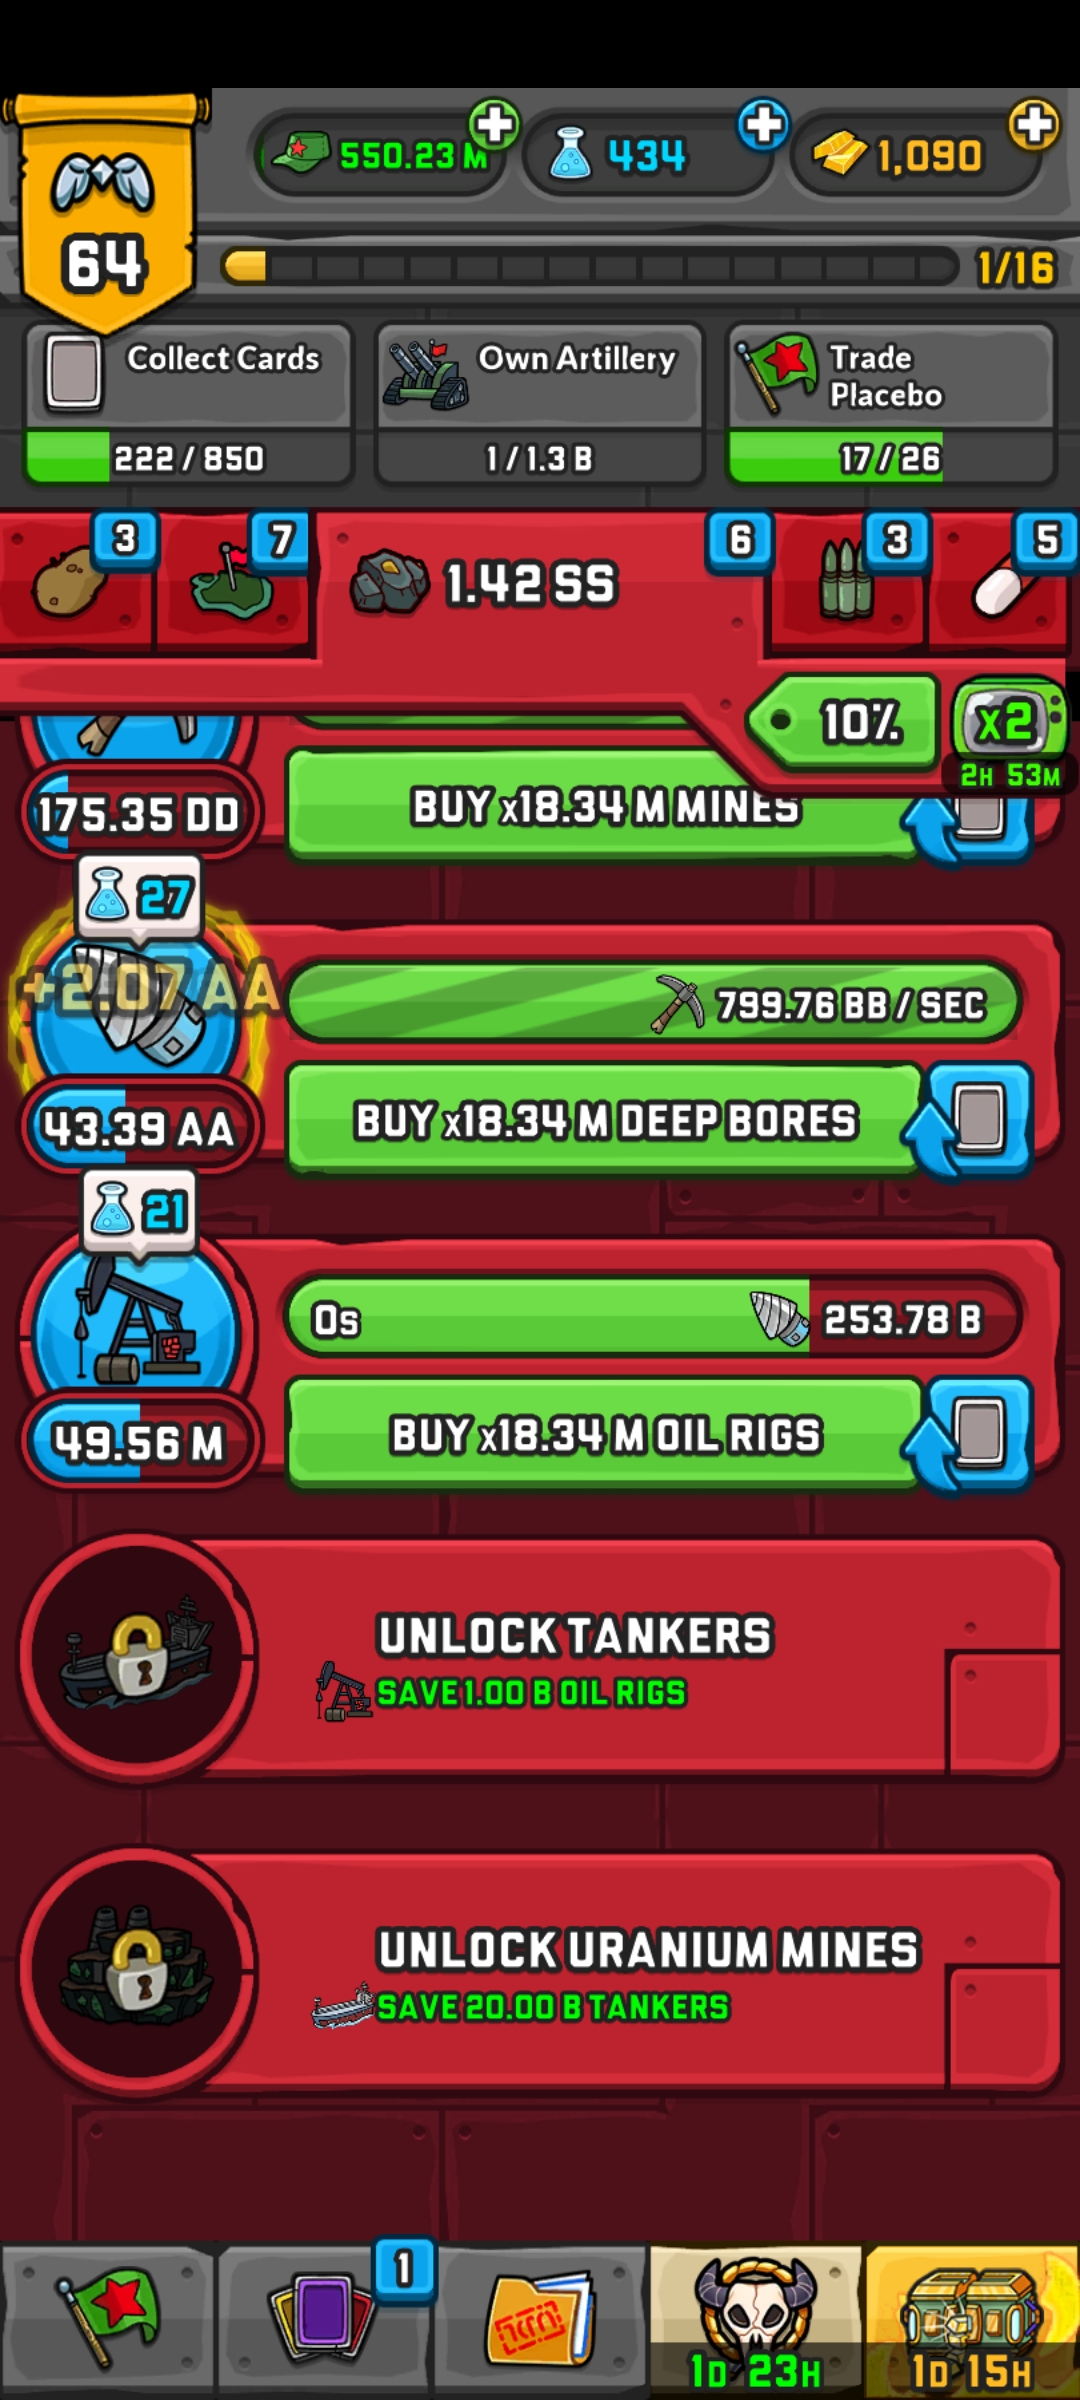 64
550.23 M
434
1,090
1/16
Collect Cards
222 / 850
Own Artillery
1 / 1.3 B
Trade
Placebo
17 / 26
3
7
1.42 SS
6
3
5
10%
x2
2H 53M
175.35 DD
BUY x18.34 M MINES
27
+2.07 AA
799.76 BB / SEC
43.39 AA
BUY x18.34 M DEEP BORES
21
0s
253.78 B
49.56 M
BUY x18.34 M OIL RIGS
UNLOCK TANKERS
SAVE 1.00 B OIL RIGS
UNLOCK URANIUM MINES
SAVE 20.00 B TANKERS
1
1D 23H
1D 15H